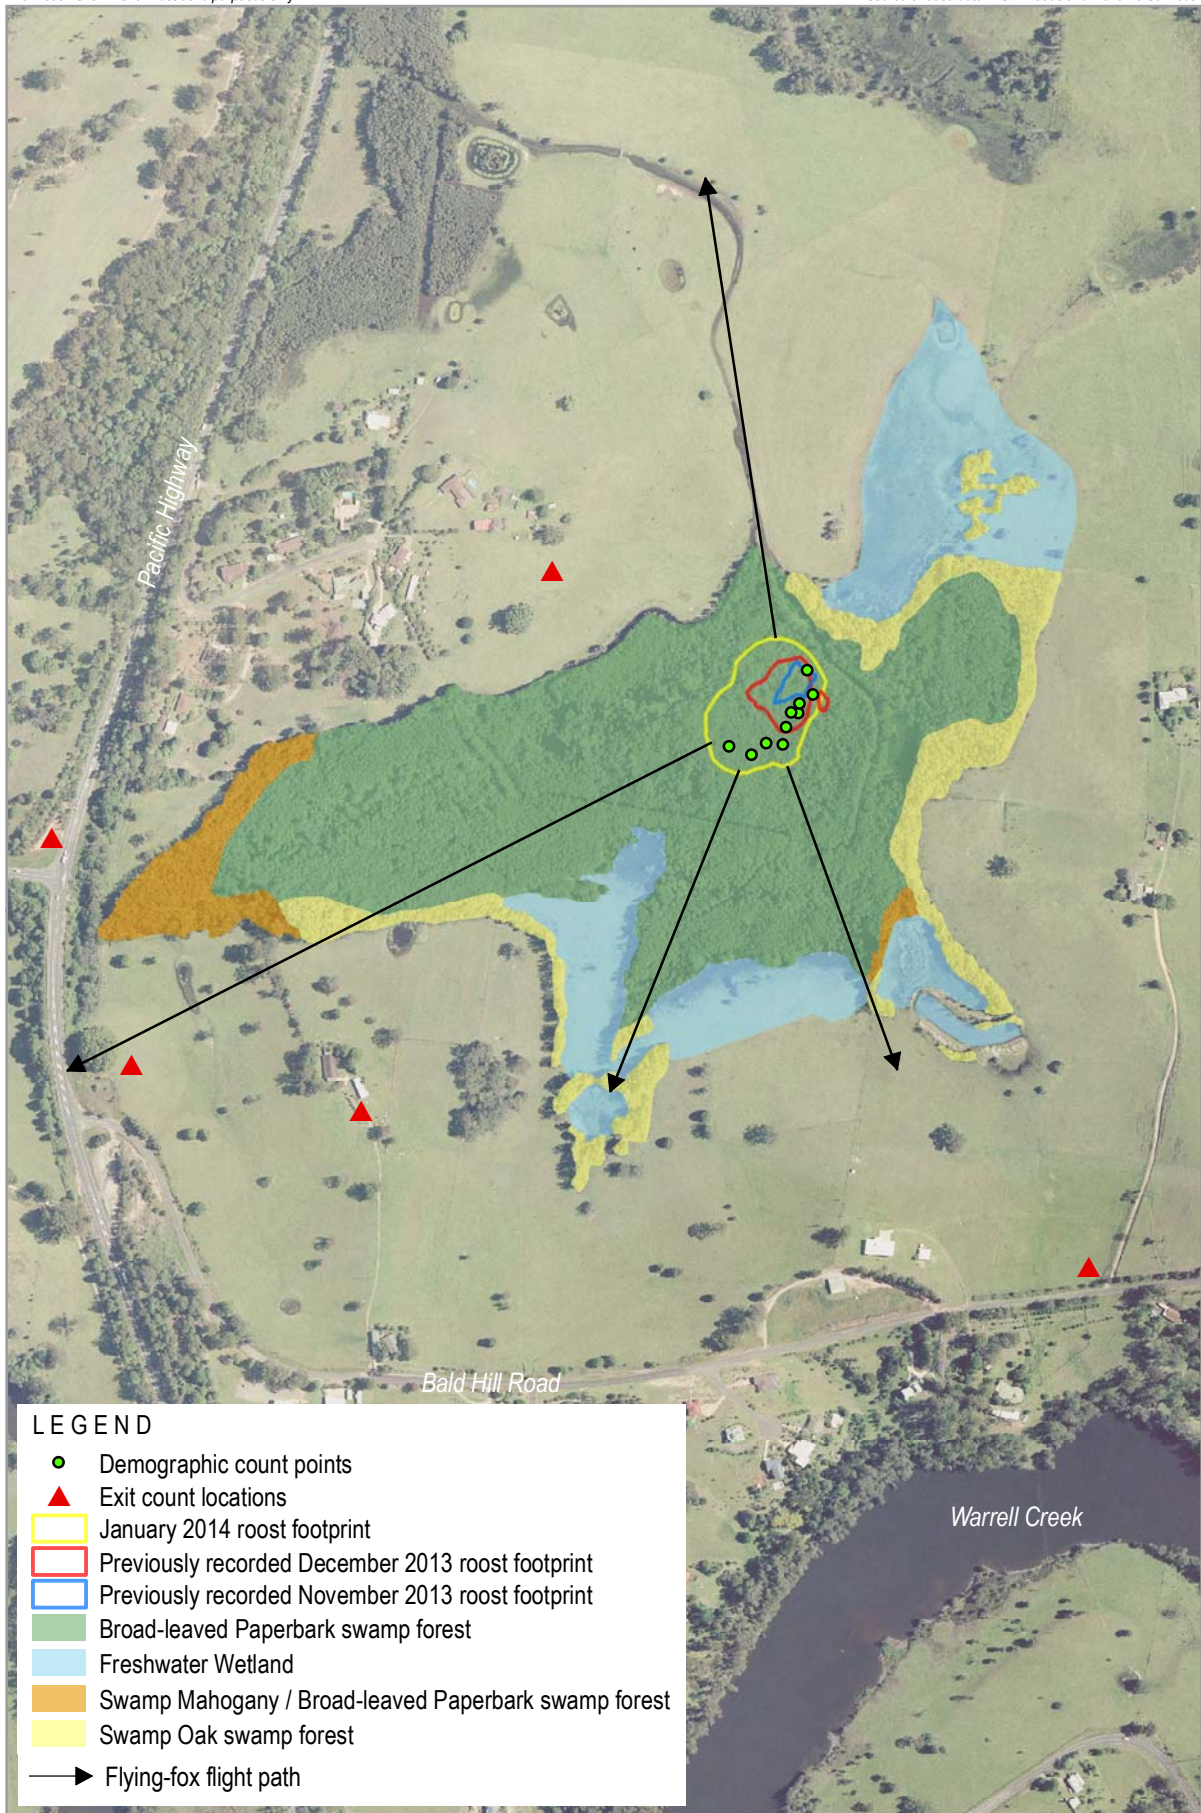 Pacific Highway
Bald Hill Road
Warrell Creek
LEGEND
Demographic count points
Exit count locations
January 2014 roost footprint
Previously recorded December 2013 roost footprint
Previously recorded November 2013 roost footprint
Broad-leaved Paperbark swamp forest
Freshwater Wetland
Swamp Mahogany / Broad-leaved Paperbark swamp forest
Swamp Oak swamp forest
Flying-fox flight path